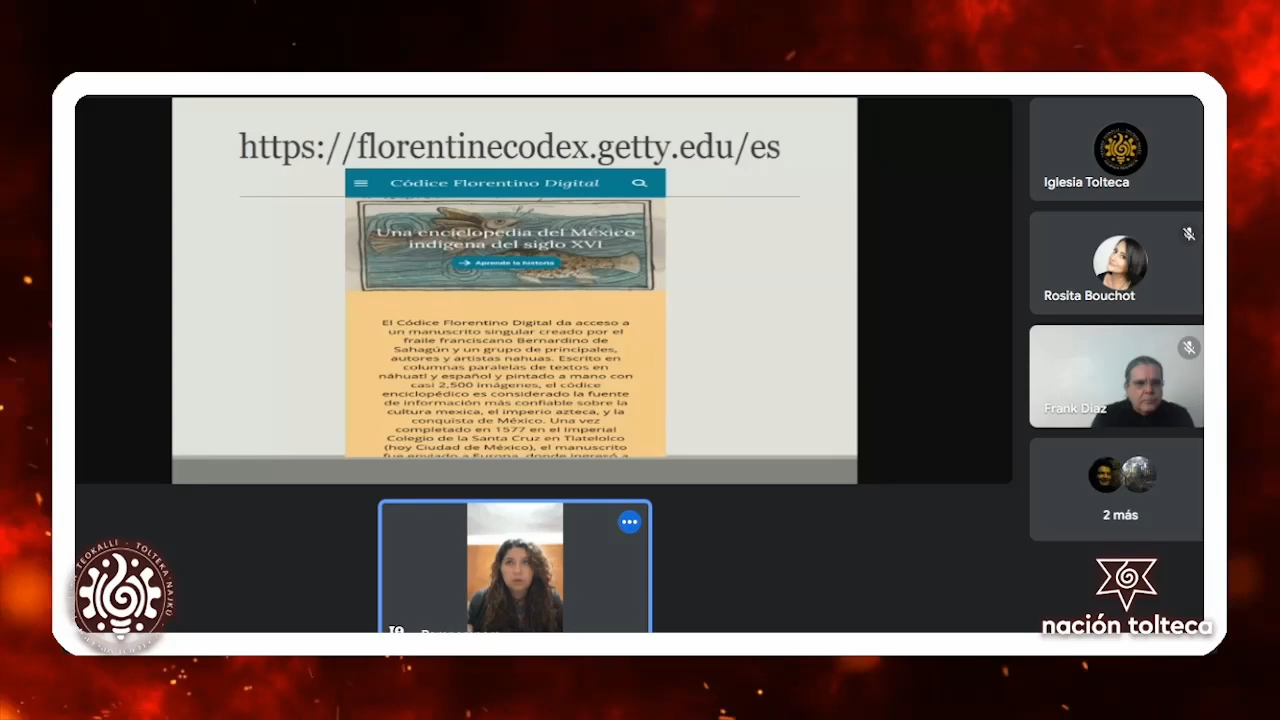 https://florentinecodex.getty.edu/es
Códice Florentino Digital
Una enciclopedia del México
indígena del siglo XVI
→ Aprende la historia
El Códice Florentino Digital da acceso a
un manuscrito singular creado por el
fraile franciscano Bernardino de
Sahagún y un grupo de principales,
autores y artistas nahuas. Escrito en
columnas paralelas de textos en
náhuatl y español y pintado a mano con
casi 2,500 imágenes, el códice
enciclopédico es considerado la fuente
de información más confiable sobre la
cultura mexica, el imperio azteca, y la
conquista de México. Una vez
completado en 1577 en el Imperial
Colegio de la Santa Cruz en Tlatelolco
(hoy Ciudad de México), el manuscrito
fue enviado a Europa, donde ingresó a
Iglesia Tolteca
Rosita Bouchot
Frank Díaz
2 más
TEOKALLI · TOLTEKA
nación tolteca